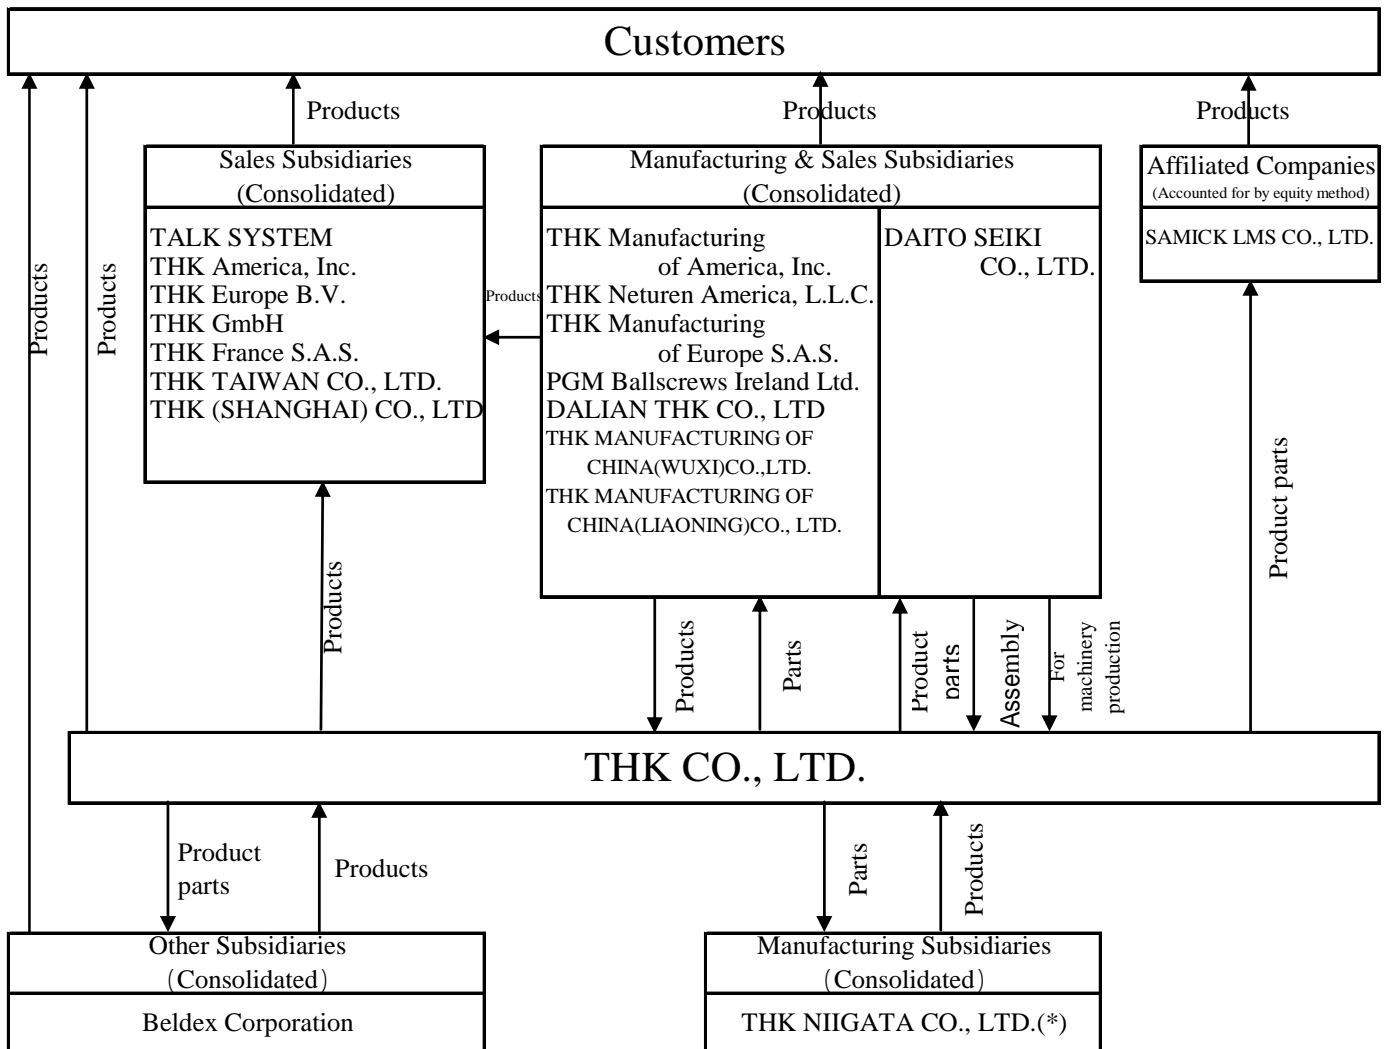 Customers
Products
Products
Products
Sales Subsidiaries
(Consolidated)
Manufacturing & Sales Subsidiaries
(Consolidated)
Affiliated Companies
(Accounted for by equity method)
TALK SYSTEM
THK America, Inc.
THK Europe B.V.
THK GmbH
THK France S.A.S.
THK TAIWAN CO., LTD.
THK (SHANGHAI) CO., LTD
Products
THK Manufacturing
of America, Inc.
THK Neturen America, L.L.C.
THK Manufacturing
of Europe S.A.S.
PGM Ballscrews Ireland Ltd.
DALIAN THK CO., LTD
THK MANUFACTURING OF
CHINA(WUXI)CO.,LTD.
THK MANUFACTURING OF
CHINA(LIAONING)CO., LTD.
DAITO SEIKI
CO., LTD.
SAMICK LMS CO., LTD.
Products
Products
Products
Products
Parts
Product
parts
Assembly
For
machinery
production
Product parts
THK CO., LTD.
Product
parts
Products
Parts
Products
Other Subsidiaries
(Consolidated)
Beldex Corporation
Manufacturing Subsidiaries
(Consolidated)
THK NIIGATA CO., LTD.(*)